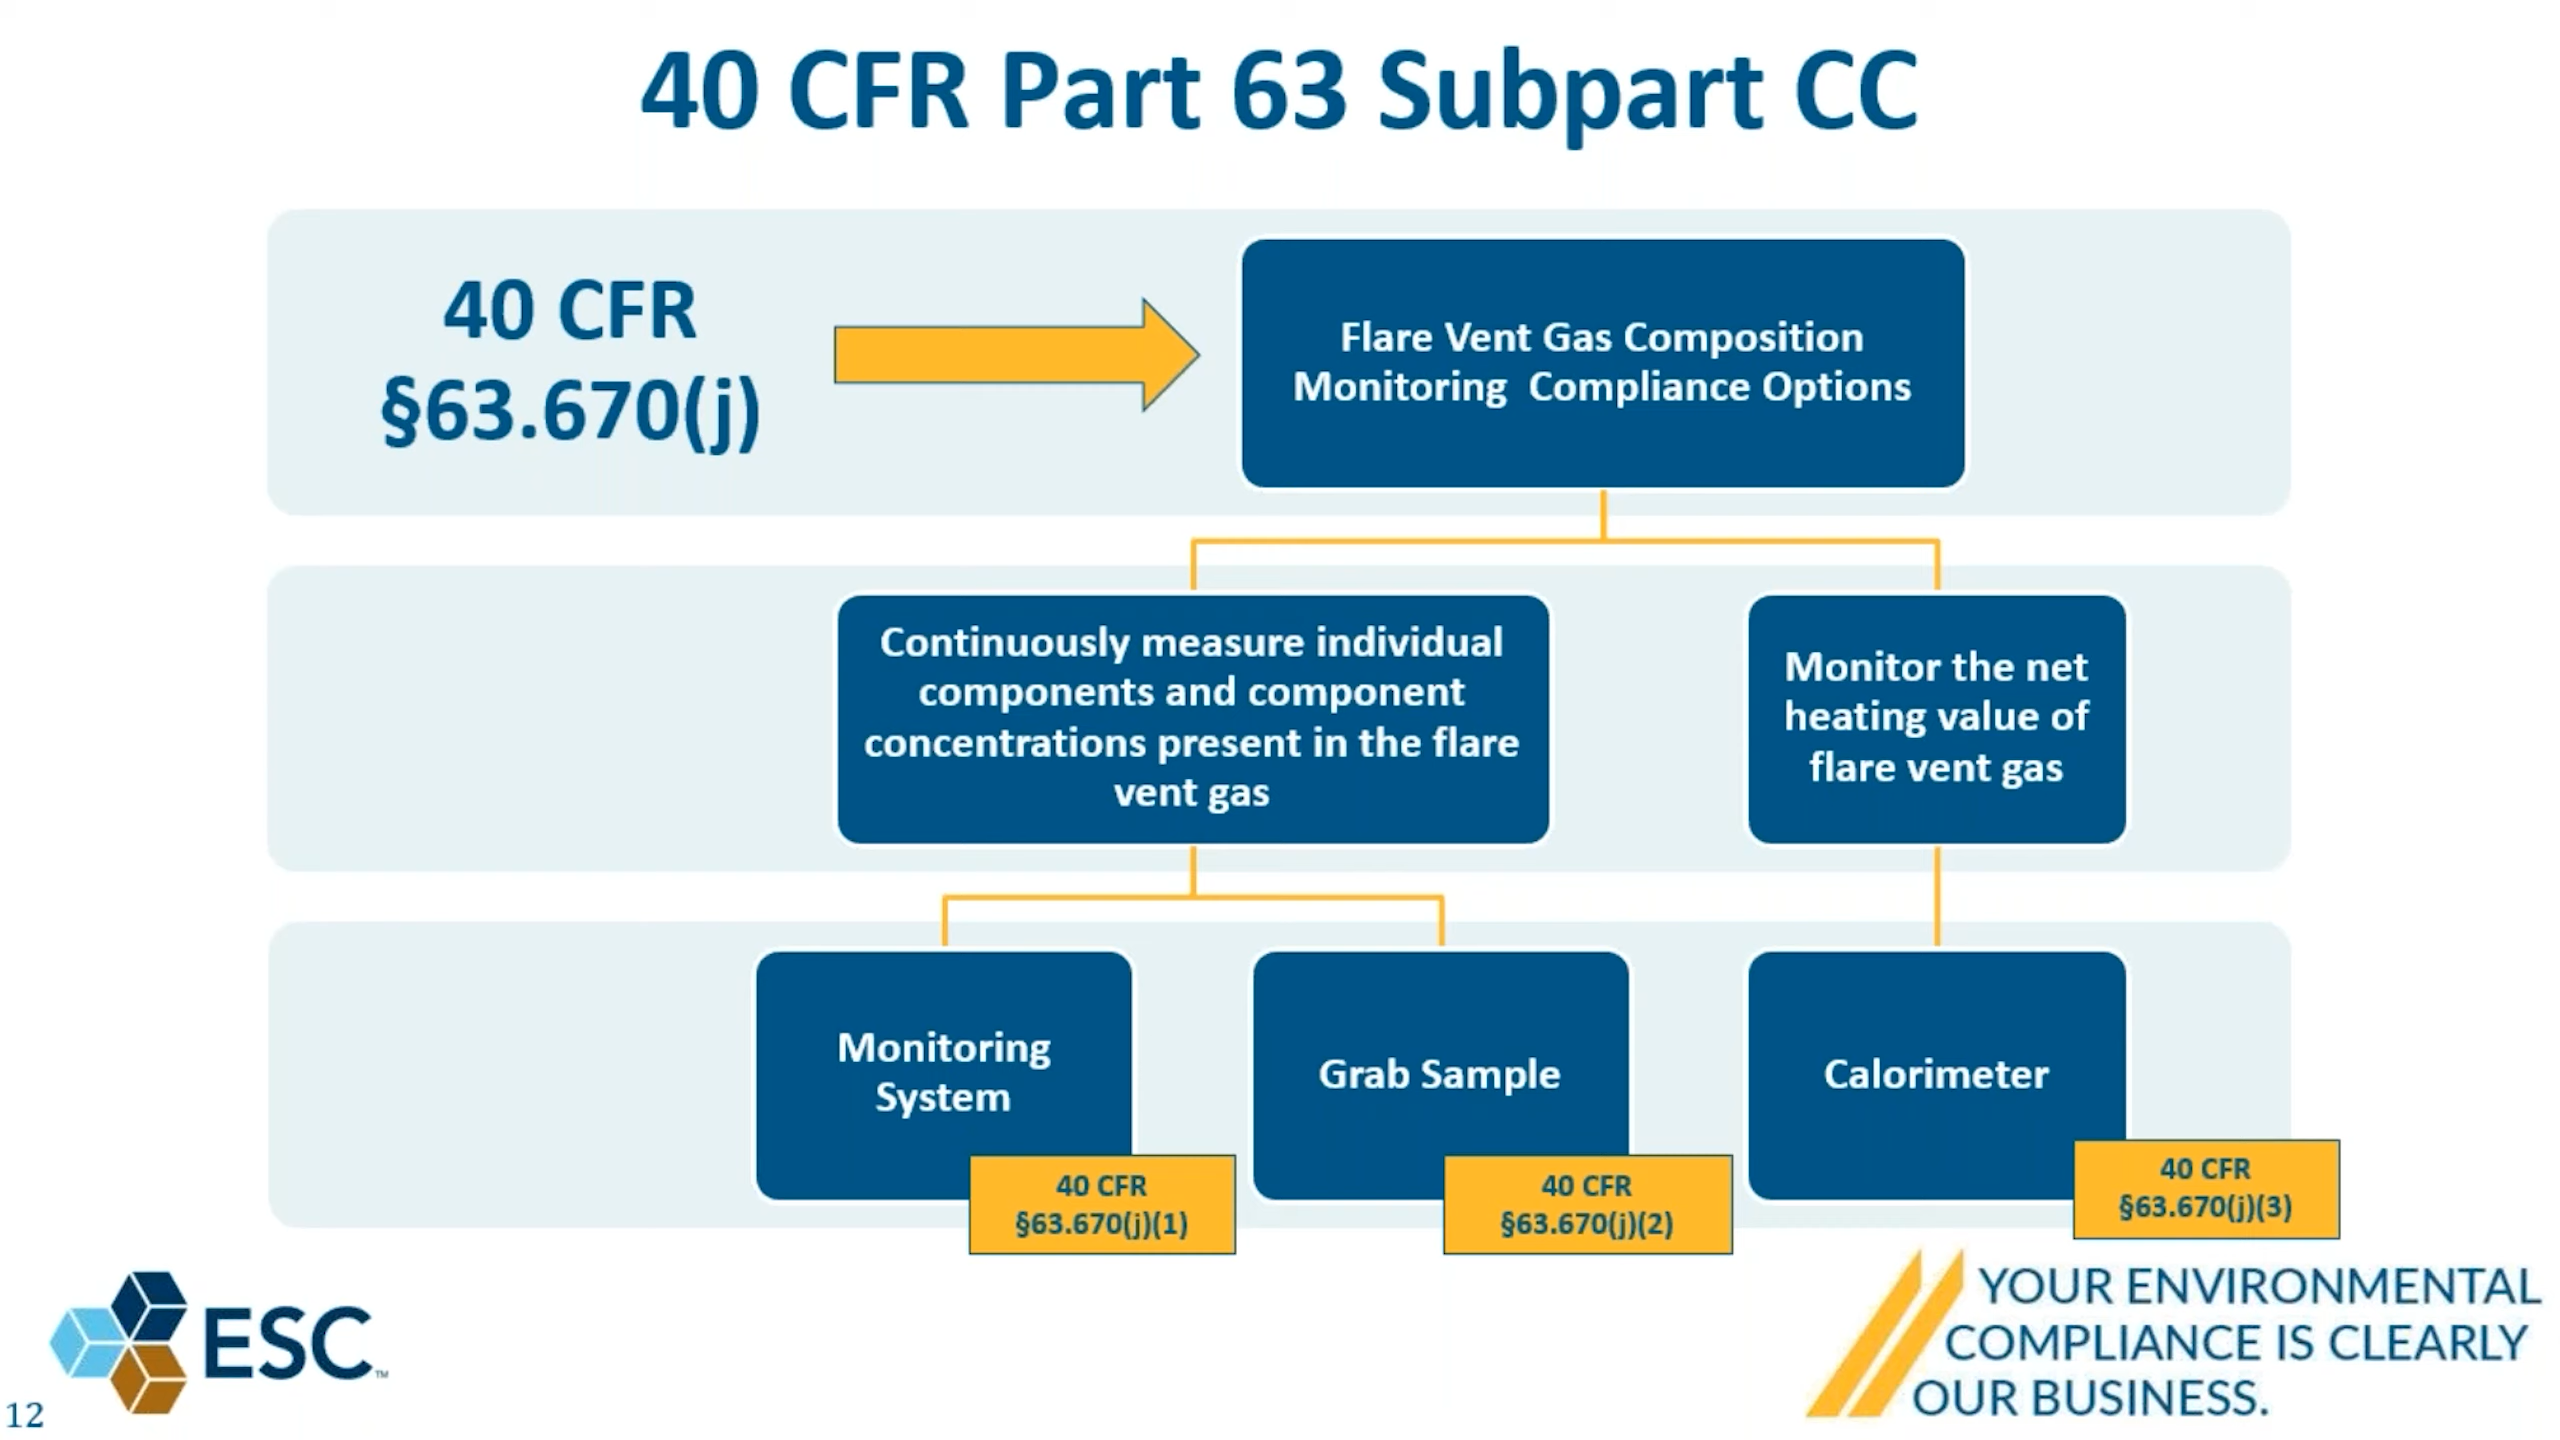 40 CFR Part 63 Subpart CC
40 CFR
§63.670(j)
Flare Vent Gas Composition
Monitoring  Compliance Options
Continuously measure individual
components and component
concentrations present in the flare
vent gas
Monitor the net
heating value of
flare vent gas
Monitoring
System
40 CFR
§63.670(j)(1)
Grab Sample
40 CFR
§63.670(j)(2)
Calorimeter
40 CFR
§63.670(j)(3)
ESC™
YOUR ENVIRONMENTAL
COMPLIANCE IS CLEARLY
OUR BUSINESS.
12